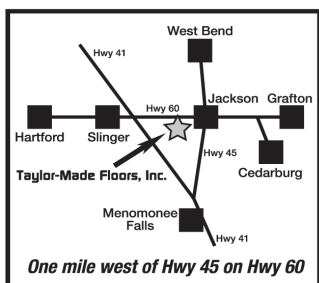 West Bend
Hwy 41
Hwy 60
Jackson
Grafton
Hartford
Slinger
Hwy 45
Cedarburg
Taylor-Made Floors, Inc.
Menomonee
Falls
Hwy 41
One mile west of Hwy 45 on Hwy 60